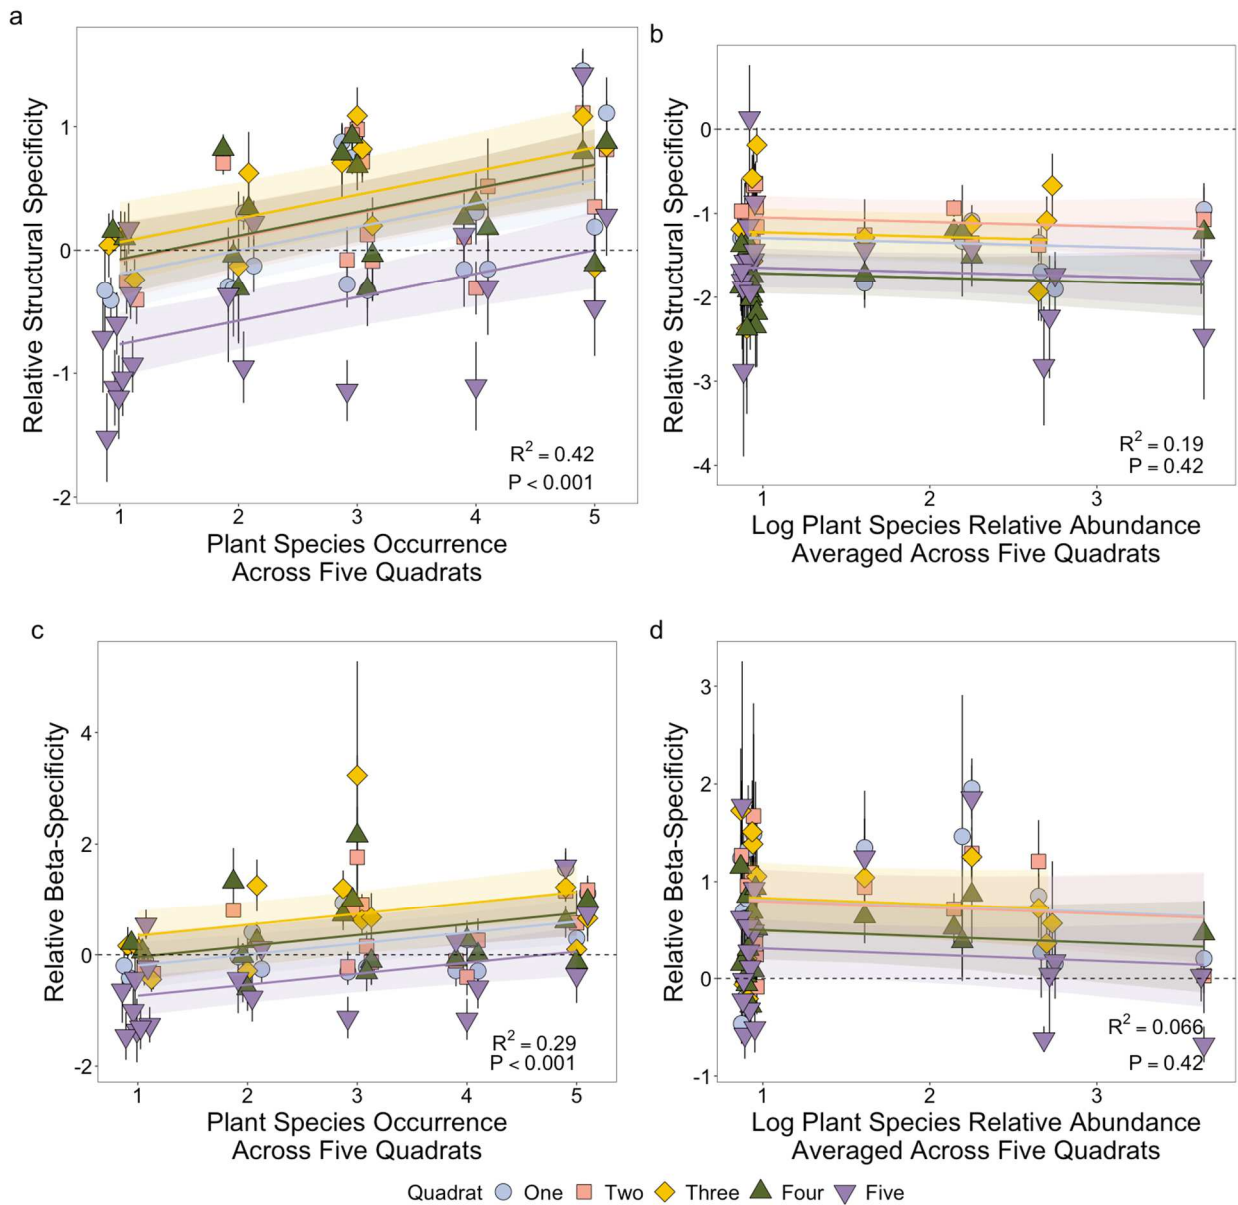 a
Relative Structural Specificity
1
0
-1
-2
R² = 0.42
P < 0.001
1 2 3 4 5
Plant Species Occurrence
Across Five Quadrats
b
Relative Structural Specificity
0
-1
-2
-3
-4
R² = 0.19
P = 0.42
1 2 3
Log Plant Species Relative Abundance
Averaged Across Five Quadrats
c
Relative Beta-Specificity
4
2
0
-2
R² = 0.29
P < 0.001
1 2 3 4 5
Plant Species Occurrence
Across Five Quadrats
d
Relative Beta-Specificity
3
2
1
0
-1
R² = 0.066
P = 0.42
1 2 3
Log Plant Species Relative Abundance
Averaged Across Five Quadrats
Quadrat One Two Three Four Five